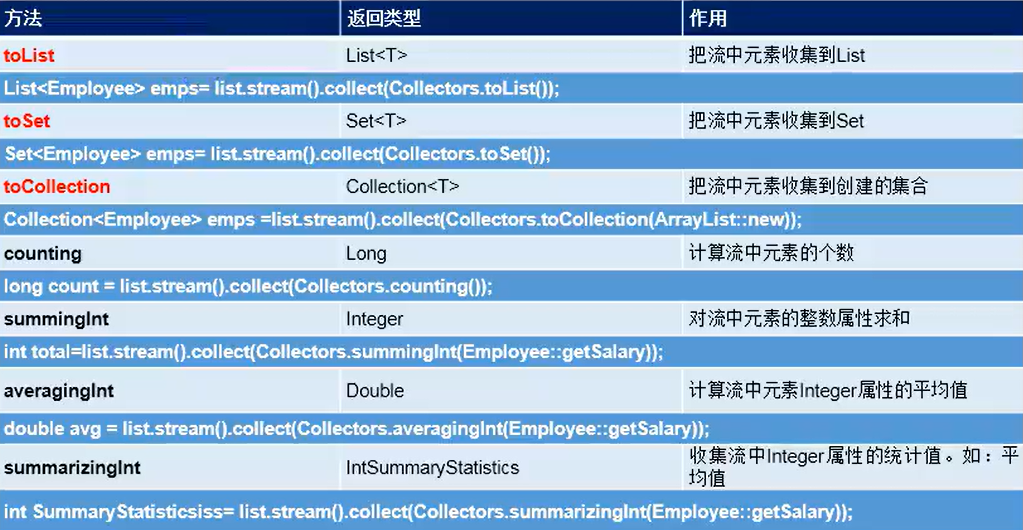 方法 返回类型 作用
toList List<T> 把流中元素收集到List
List<Employee> emps= list.stream().collect(Collectors.toList());
toSet Set<T> 把流中元素收集到Set
Set<Employee> emps= list.stream().collect(Collectors.toSet());
toCollection Collection<T> 把流中元素收集到创建的集合
Collection<Employee> emps =list.stream().collect(Collectors.toCollection(ArrayList::new));
counting Long 计算流中元素的个数
long count = list.stream().collect(Collectors.counting());
summingInt Integer 对流中元素的整数属性求和
int total=list.stream().collect(Collectors.summingInt(Employee::getSalary));
averagingInt Double 计算流中元素Integer属性的平均值
double avg = list.stream().collect(Collectors.averagingInt(Employee::getSalary));
summarizingInt IntSummaryStatistics 收集流中Integer属性的统计值。如：平
均值
int SummaryStatisticsiss= list.stream().collect(Collectors.summarizingInt(Employee::getSalary));